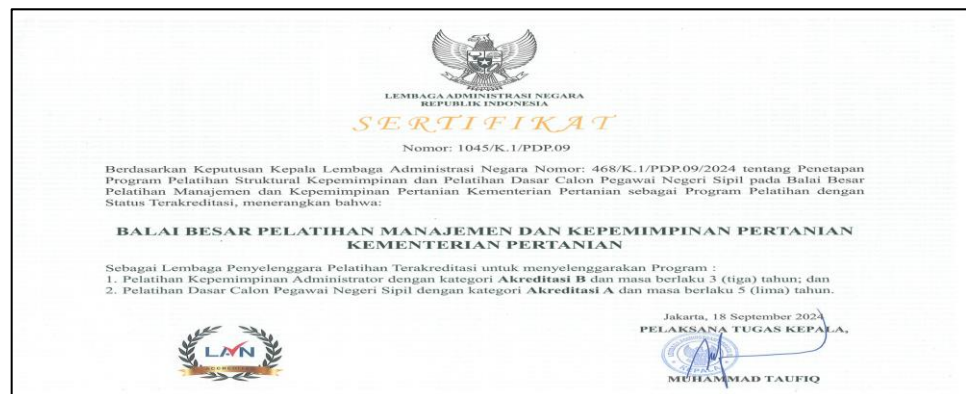 LEMBAGA ADMINISTRASI NEGARA
REPUBLIK INDONESIA
SERTIFIKAT
Nomor: 1045/K.1/PDP.09
Berdasarkan Keputusan Kepala Lembaga Administrasi Negara Nomor: 468/K.1/PDP.09/2024 tentang Penetapan
Program Pelatihan Struktural Kepemimpinan dan Pelatihan Dasar Calon Pegawai Negeri Sipil pada Balai Besar
Pelatihan Manajemen dan Kepemimpinan Pertanian Kementerian Pertanian sebagai Program Pelatihan dengan
Status Terakreditasi, menerangkan bahwa:
BALAI BESAR PELATIHAN MANAJEMEN DAN KEPEMIMPINAN PERTANIAN
KEMENTERIAN PERTANIAN
Sebagai Lembaga Penyelenggara Pelatihan Terakreditasi untuk menyelenggarakan Program :
1. Pelatihan Kepemimpinan Administrator dengan kategori Akreditasi B dan masa berlaku 3 (tiga) tahun; dan
2. Pelatihan Dasar Calon Pegawai Negeri Sipil dengan kategori Akreditasi A dan masa berlaku 5 (lima) tahun.
Jakarta, 18 September 2024
PELAKSANA TUGAS KEPALA,
LAN
ACCREDITED
KEPALA
MUHAMMAD TAUFIQ